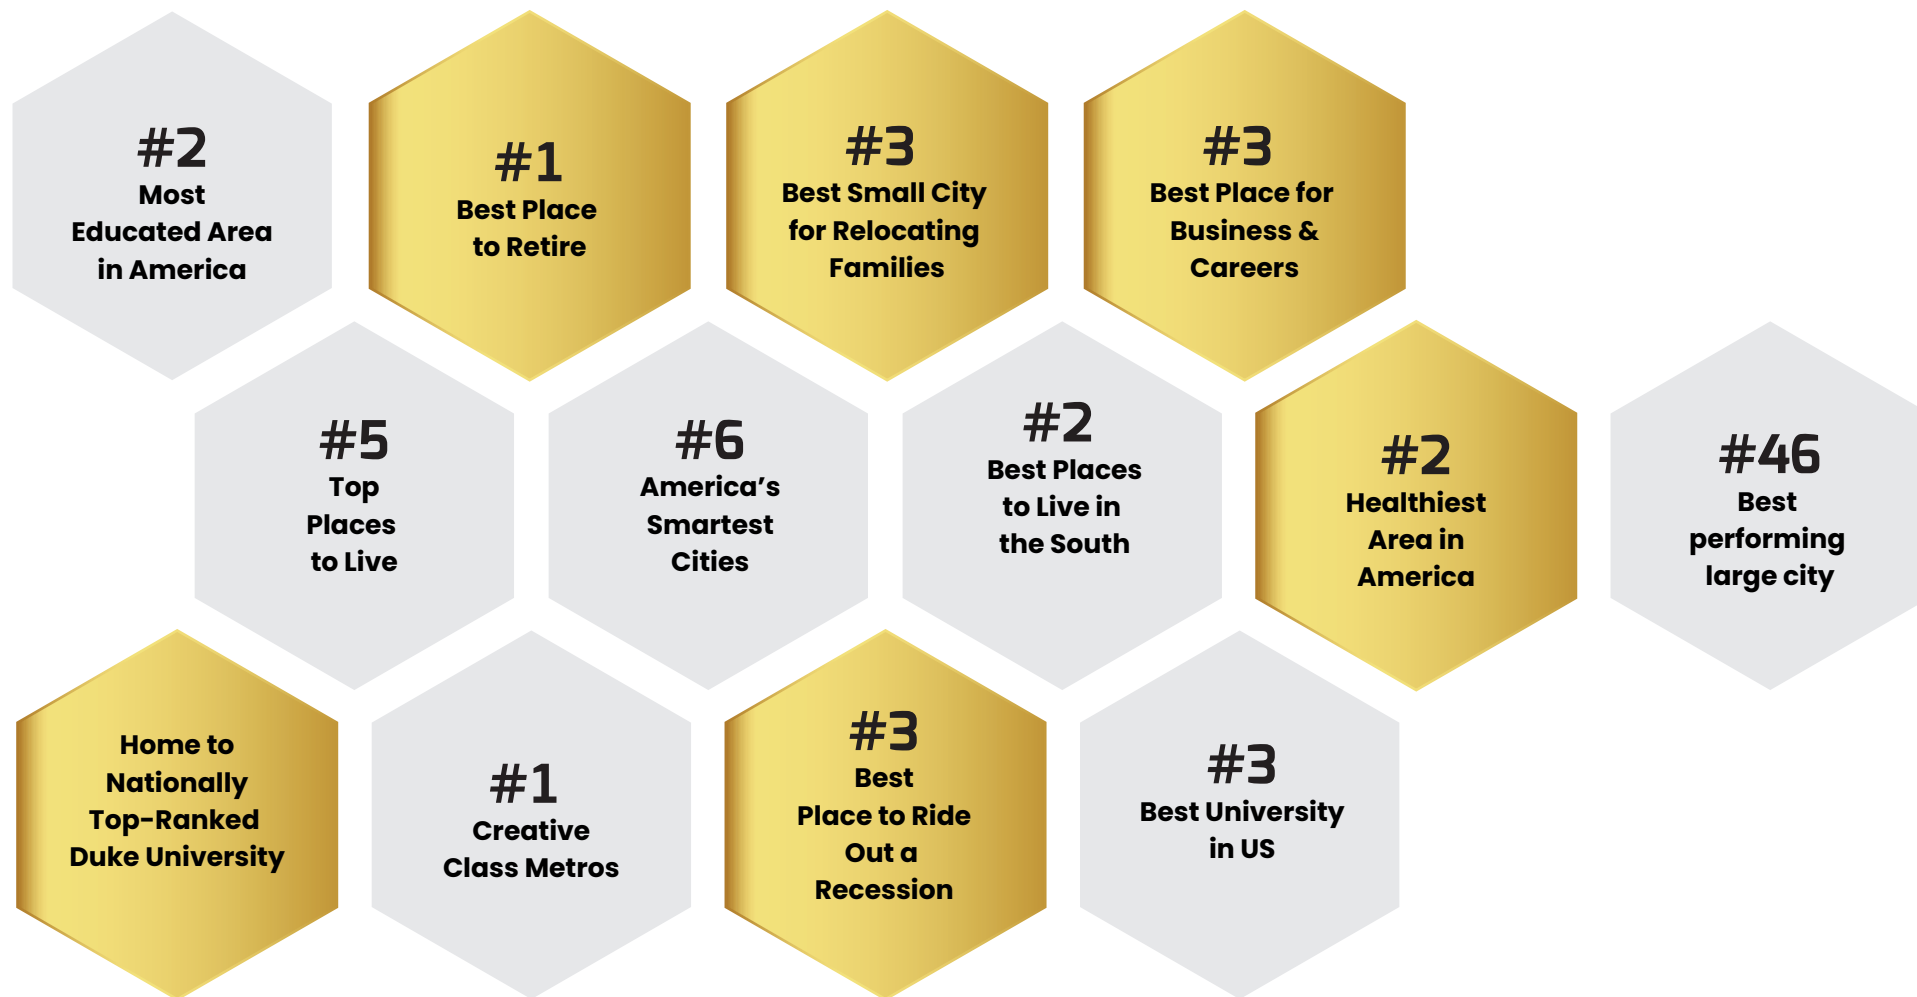 #2
Most
Educated Area
in America
#1
Best Place
to Retire
#3
Best Small City
for Relocating
Families
#3
Best Place for
Business &
Careers
#5
Top
Places
to Live
#6
America’s
Smartest
Cities
#2
Best Places
to Live in
the South
#2
Healthiest
Area in
America
#46
Best
performing
large city
Home to
Nationally
Top-Ranked
Duke University
#1
Creative
Class Metros
#3
Best
Place to Ride
Out a
Recession
#3
Best University
in US